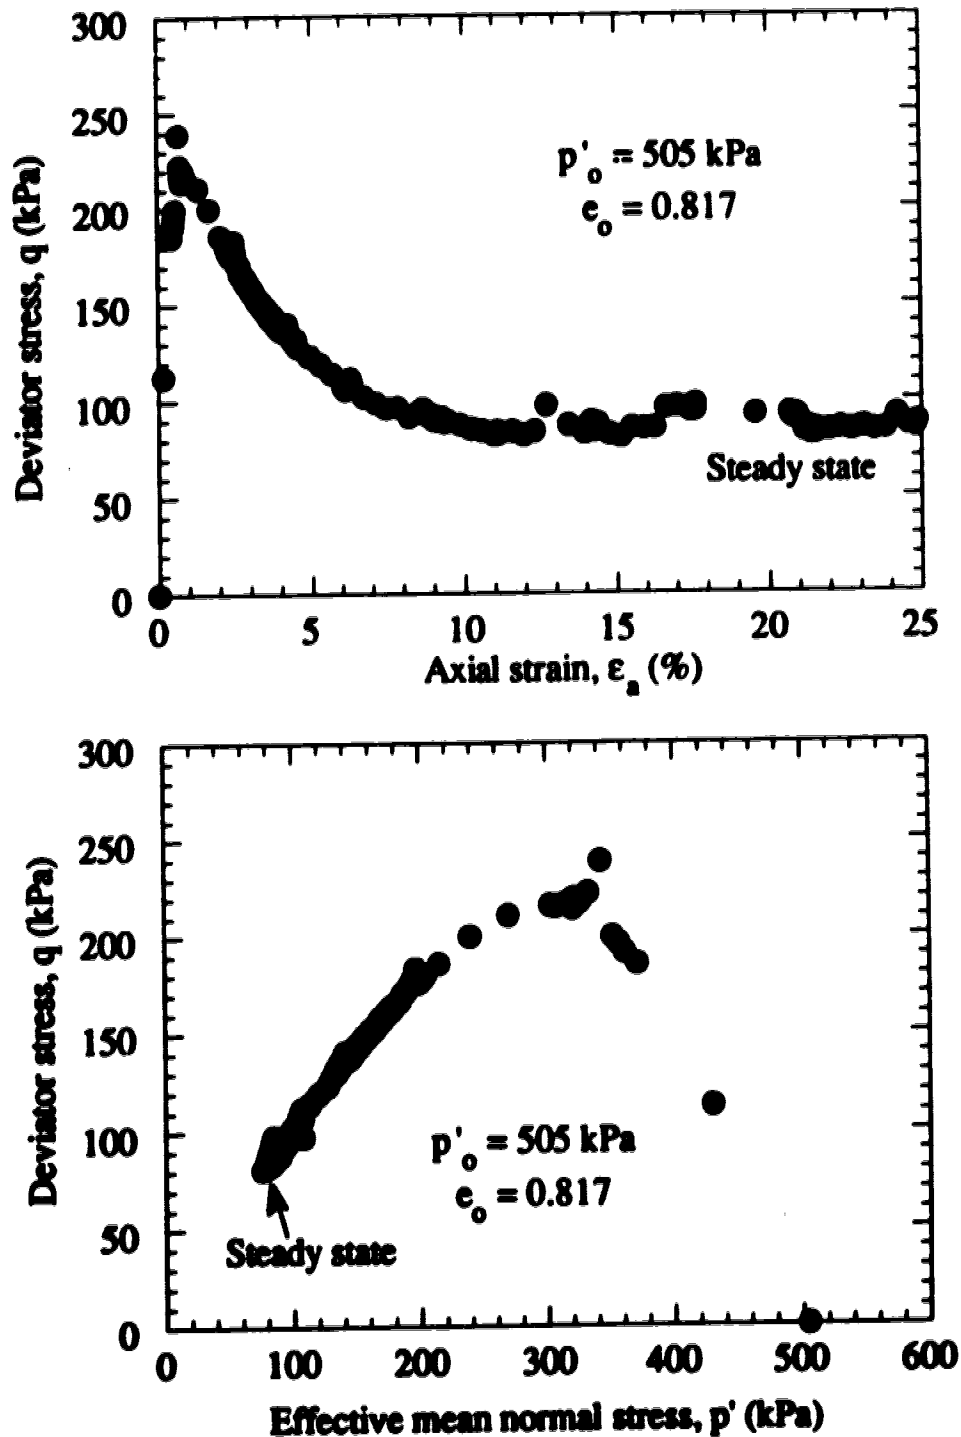 300
250
200
150
100
50
0
Deviator stress, q (kPa)
p'o = 505 kPa
eo = 0.817
Steady state
0 5 10 15 20 25
Axial strain, εa (%)
300
250
200
150
100
50
0
Deviator stress, q (kPa)
p'o = 505 kPa
eo = 0.817
Steady state
0 100 200 300 400 500 600
Effective mean normal stress, p' (kPa)